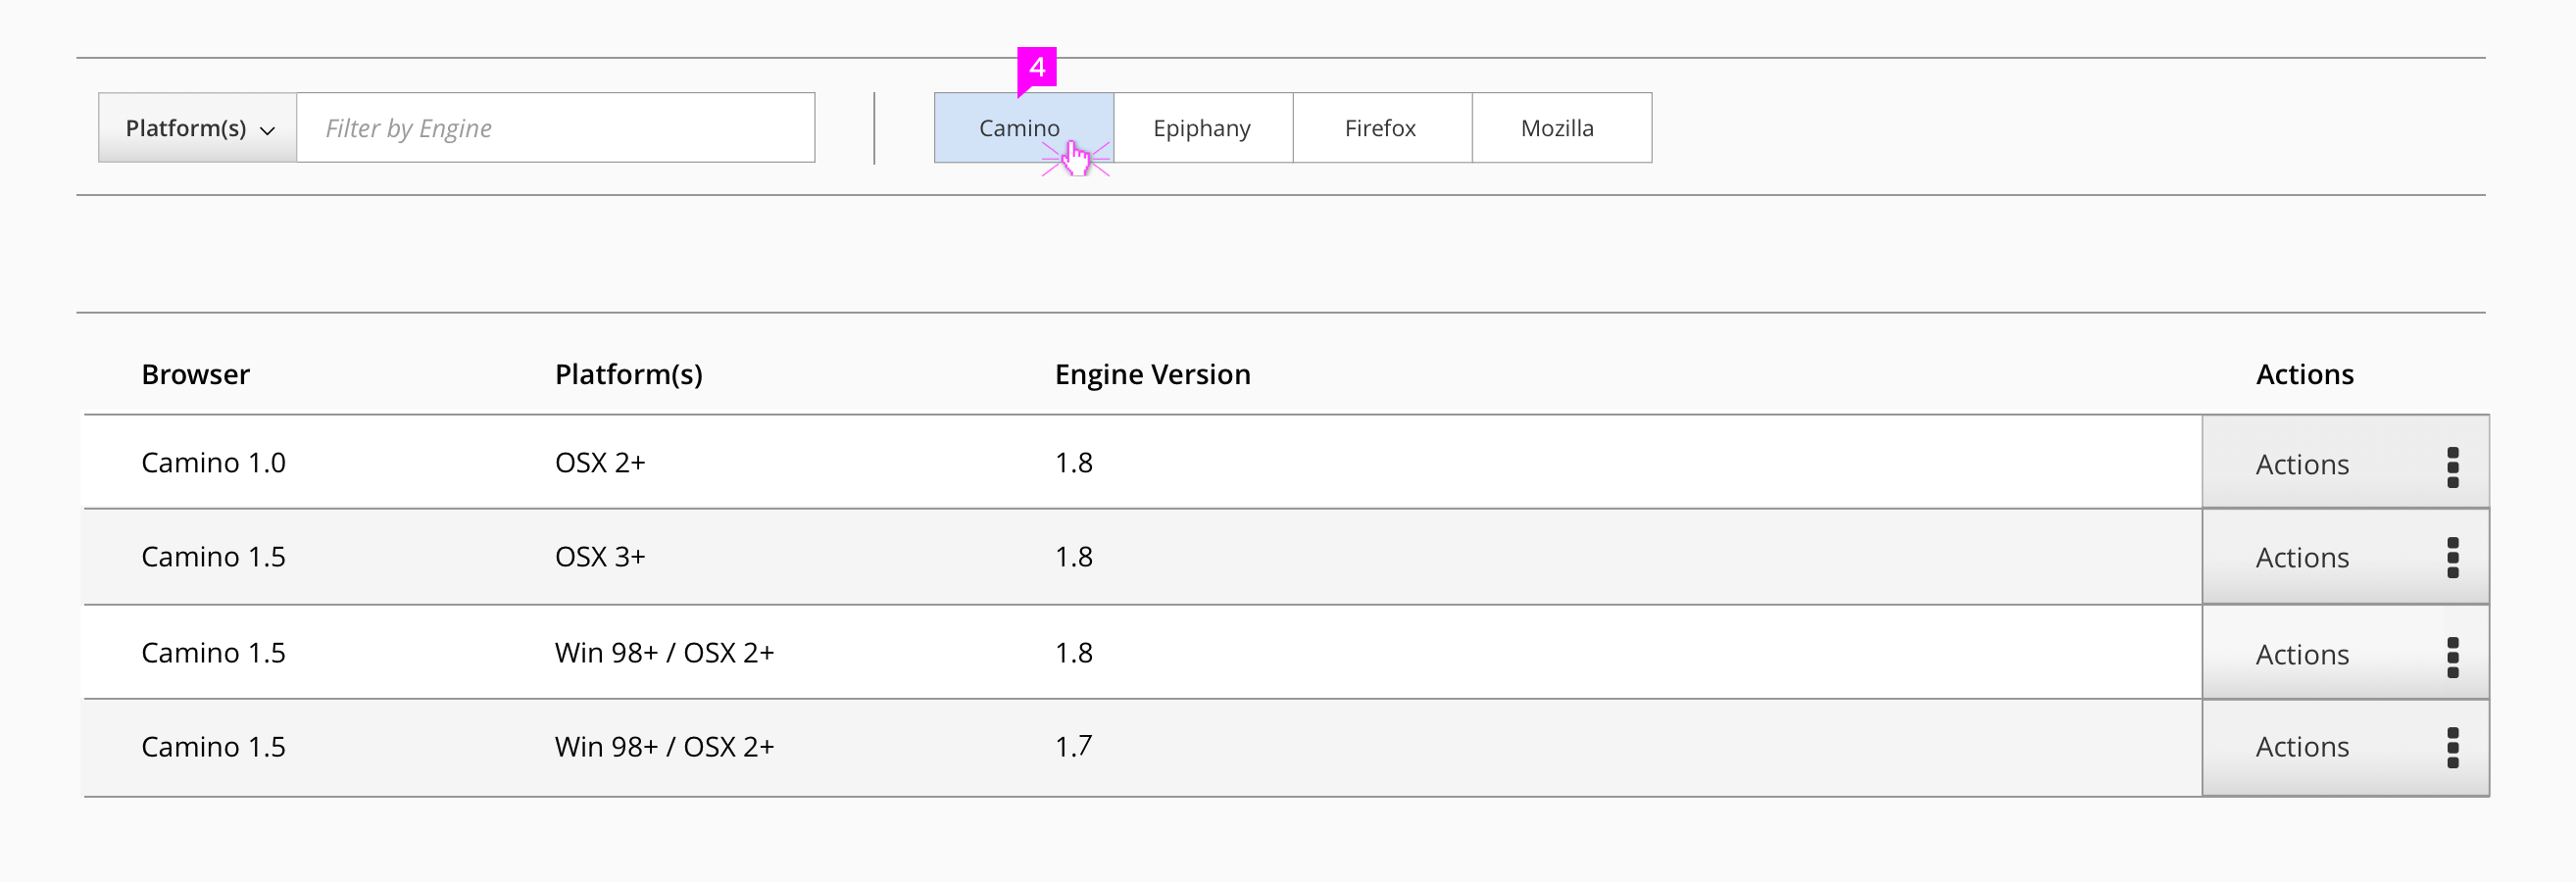 4
Platform(s) Filter by Engine Camino Epiphany Firefox Mozilla
Browser Platform(s) Engine Version Actions
Camino 1.0 OSX 2+ 1.8 Actions
Camino 1.5 OSX 3+ 1.8 Actions
Camino 1.5 Win 98+ / OSX 2+ 1.8 Actions
Camino 1.5 Win 98+ / OSX 2+ 1.7 Actions